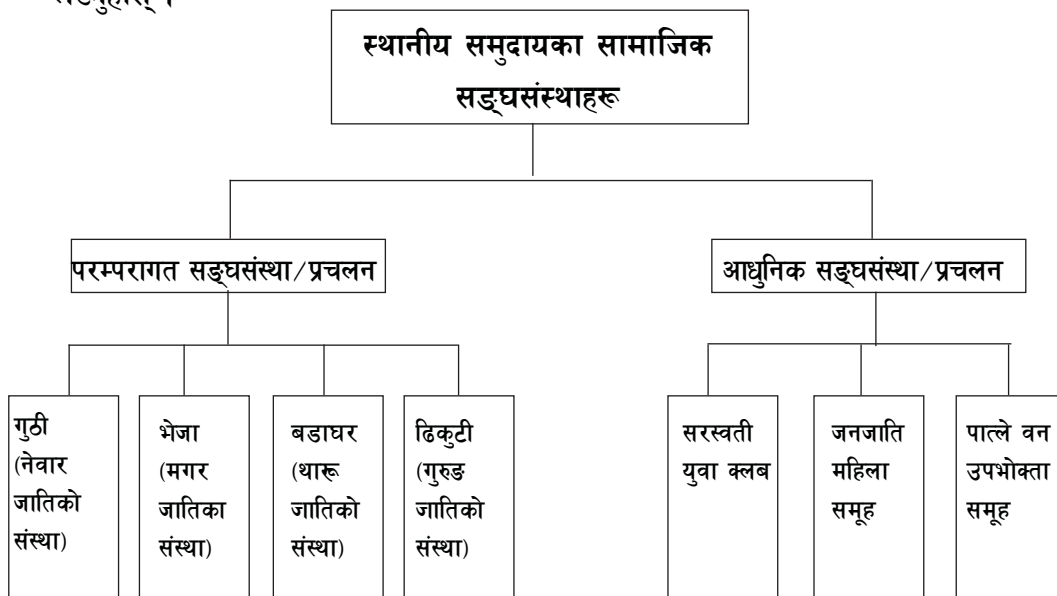 स्थानीय समुदायका सामाजिक
सङ्घसंस्थाहरू
परम्परागत सङ्घसंस्था/प्रचलन
आधुनिक सङ्घसंस्था/प्रचलन
गुठी
(नेवार
जातिको
संस्था)
भेजा
(मगर
जातिका
संस्था)
बडाघर
(थारू
जातिको
संस्था)
ढिकुटी
(गुरुङ
जातिको
संस्था)
सरस्वती
युवा क्लब
जनजाति
महिला
समूह
पात्ले वन
उपभोक्ता
समूह